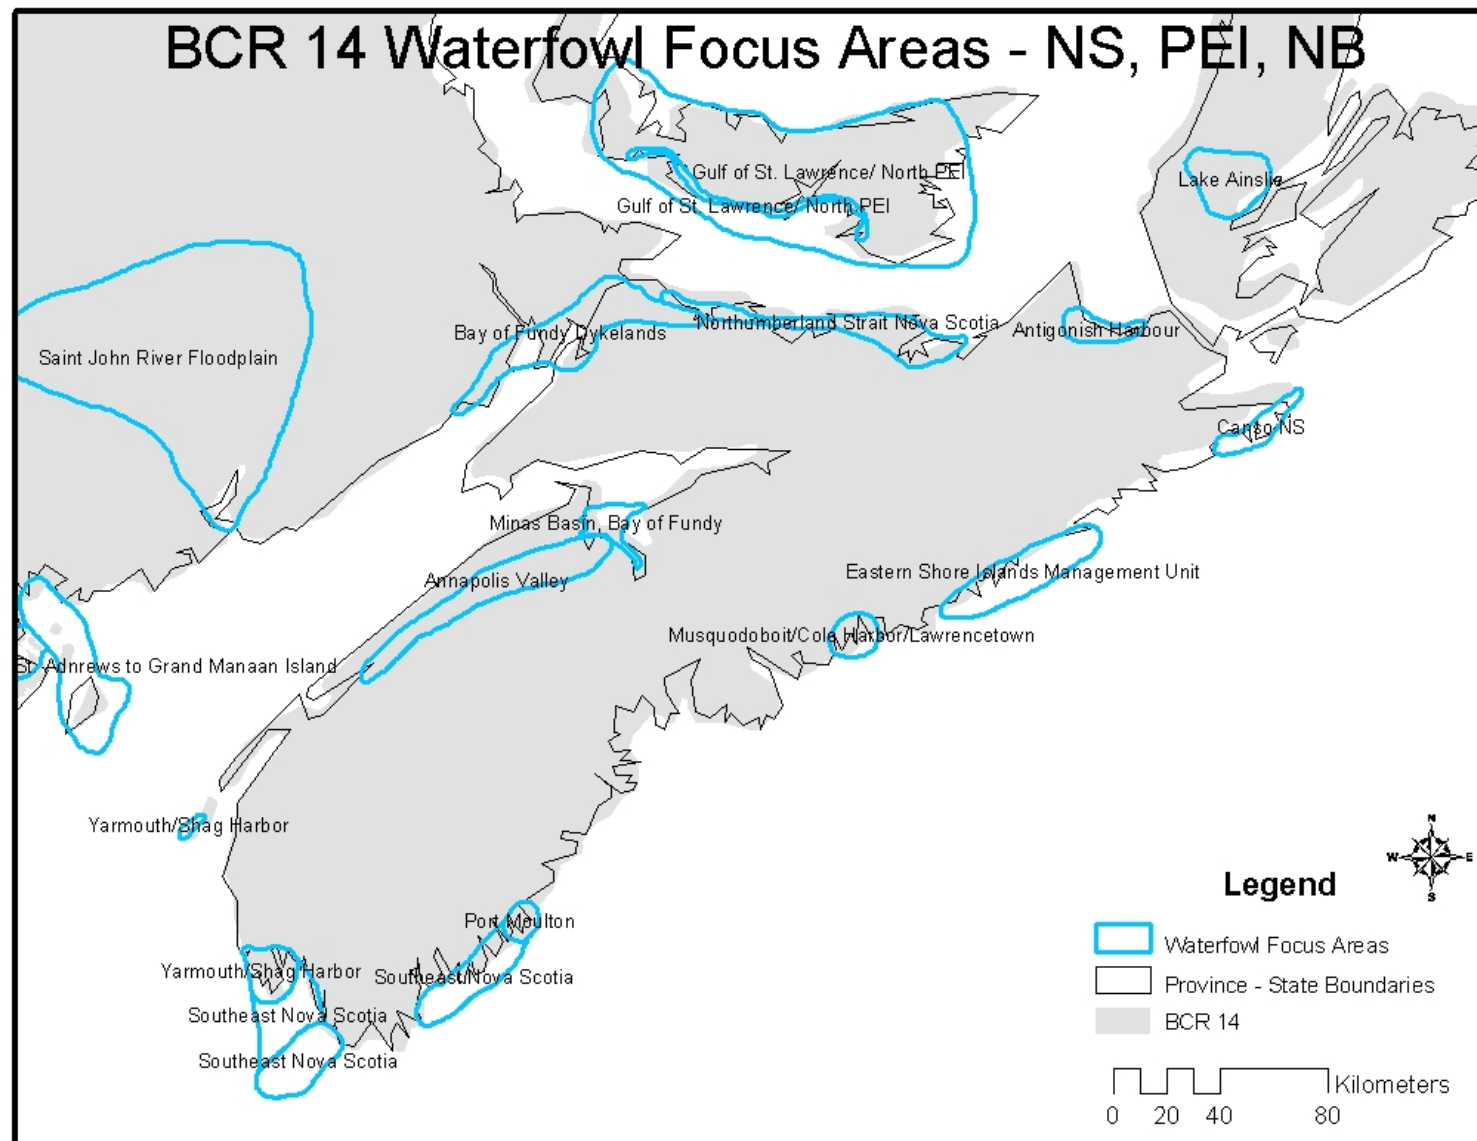 BCR 14 Waterfowl Focus Areas - NS, PEI, NB
Gulf of St. Lawrence/ North PEI
Lake Ainslie
Gulf of St. Lawrence/ North PEI
Northumberland Strait Nova Scotia
Antigonish Harbour
Bay of Fundy Dykelands
Saint John River Floodplain
Canso NS
Minas Basin, Bay of Fundy
Eastern Shore Islands Management Unit
Annapolis Valley
Musquodoboit/Cole Harbor/Lawrencetown
St. Adnrews to Grand Manaan Island
Yarmouth/Shag Harbor
Port Moulton
Yarmouth/Shag Harbor
Southeast Nova Scotia
Southeast Nova Scotia
Southeast Nova Scotia
N
W E
S
Legend
Waterfowl Focus Areas
Province - State Boundaries
BCR 14
Kilometers
0 20 40 80